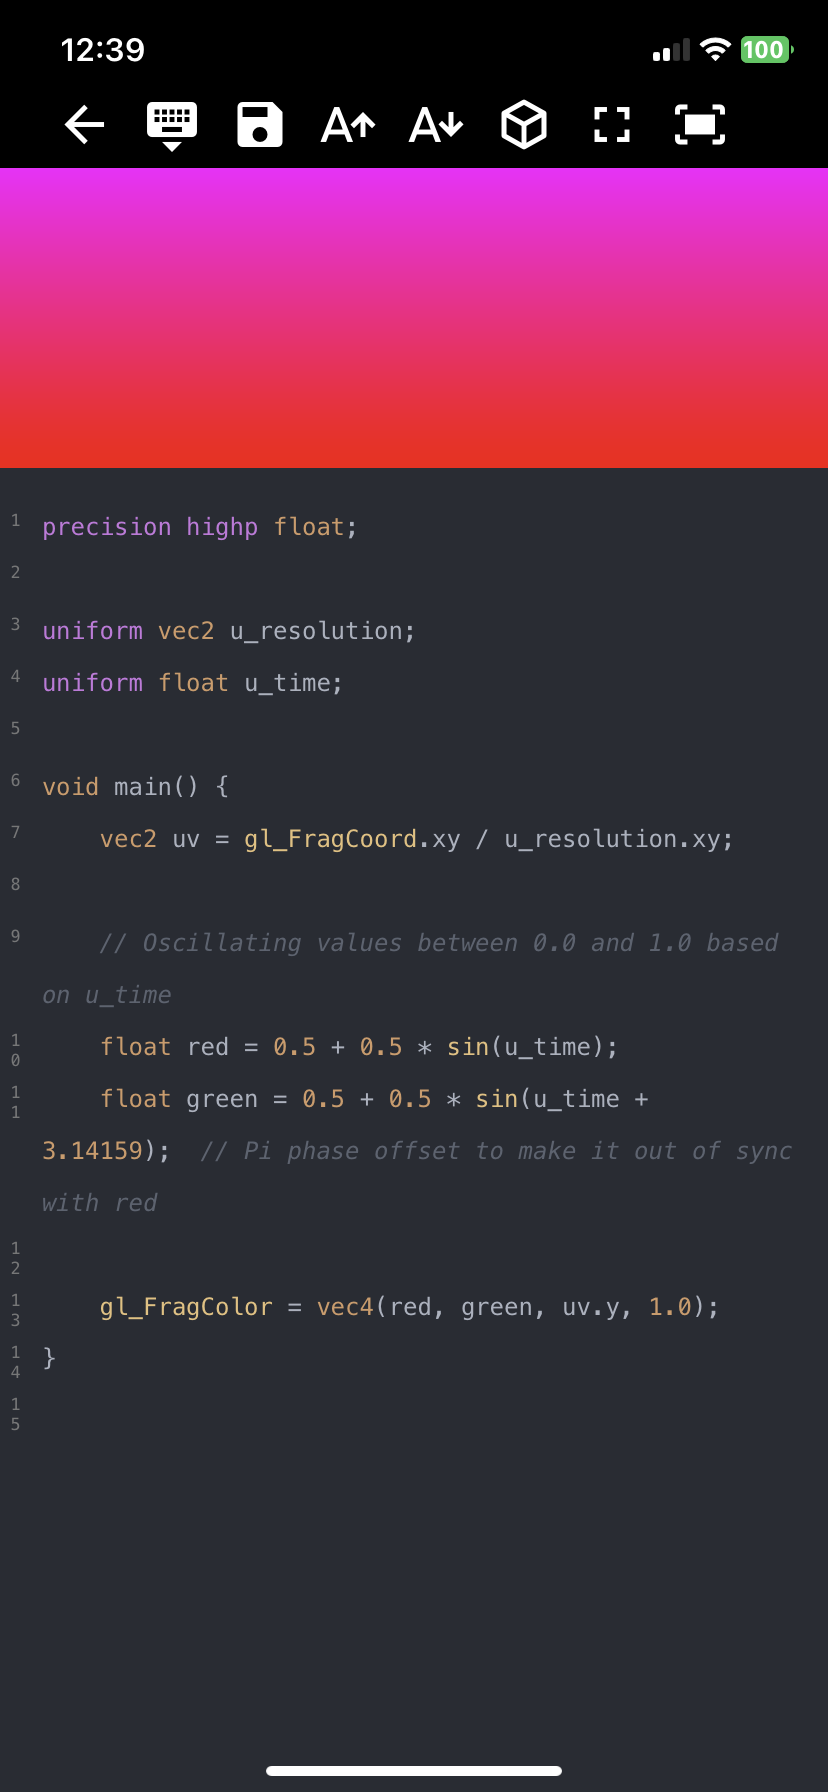 12:39
100
A A
1 precision highp float;
2
3 uniform vec2 u_resolution;
4 uniform float u_time;
5
6 void main() {
7     vec2 uv = gl_FragCoord.xy / u_resolution.xy;
8
9     // Oscillating values between 0.0 and 1.0 based
on u_time
10     float red = 0.5 + 0.5 * sin(u_time);
11     float green = 0.5 + 0.5 * sin(u_time +
3.14159);  // Pi phase offset to make it out of sync
with red
12
13     gl_FragColor = vec4(red, green, uv.y, 1.0);
14 }
15